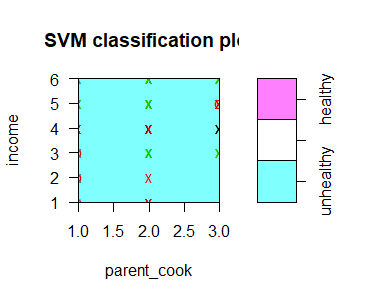 SVM classification plo
income
6
5
4
3
2
1
1.0 1.5 2.0 2.5 3.0
parent_cook
healthy
unhealthy